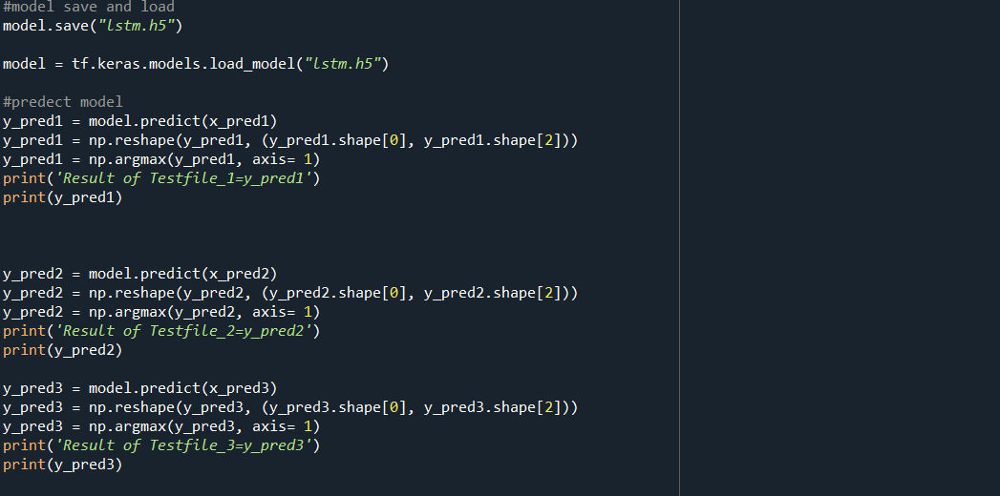 #model save and load
model.save("lstm.h5")
model = tf.keras.models.load_model("lstm.h5")
#predect model
y_pred1 = model.predict(x_pred1)
y_pred1 = np.reshape(y_pred1, (y_pred1.shape[0], y_pred1.shape[2]))
y_pred1 = np.argmax(y_pred1, axis= 1)
print('Result of Testfile_1=y_pred1')
print(y_pred1)
y_pred2 = model.predict(x_pred2)
y_pred2 = np.reshape(y_pred2, (y_pred2.shape[0], y_pred2.shape[2]))
y_pred2 = np.argmax(y_pred2, axis= 1)
print('Result of Testfile_2=y_pred2')
print(y_pred2)
y_pred3 = model.predict(x_pred3)
y_pred3 = np.reshape(y_pred3, (y_pred3.shape[0], y_pred3.shape[2]))
y_pred3 = np.argmax(y_pred3, axis= 1)
print('Result of Testfile_3=y_pred3')
print(y_pred3)